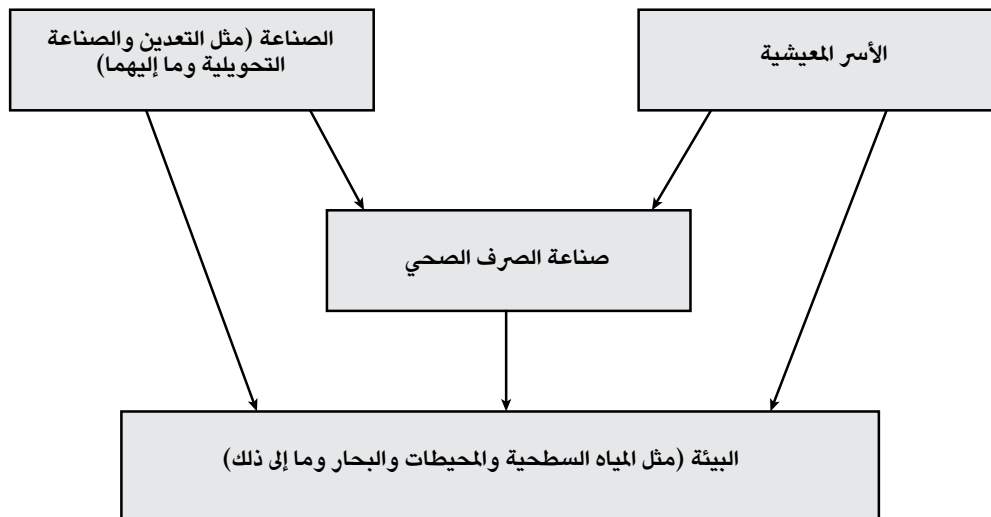 الأسر المعيشية
الصناعة (مثل التعدين والصناعة
التحويلية وما إليهما)
صناعة الصرف الصحي
البيئة (مثل المياه السطحية والمحيطات والبحار وما إلى ذلك)